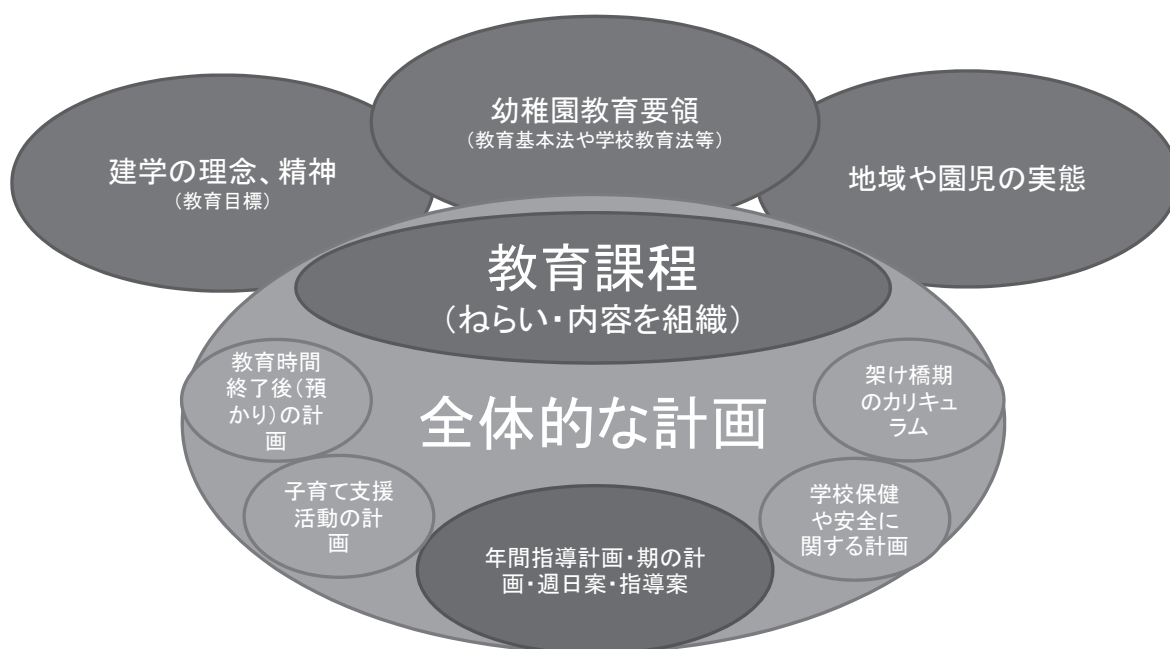 幼稚園教育要領
（教育基本法や学校教育法等）
建学の理念、精神
（教育目標）
地域や園児の実態
教育課程
（ねらい・内容を組織）
教育時間
終了後（預
かり）の計
画
架け橋期
のカリキュ
ラム
全体的な計画
子育て支援
活動の計
画
学校保健
や安全に
関する計画
年間指導計画・期の計
画・週日案・指導案